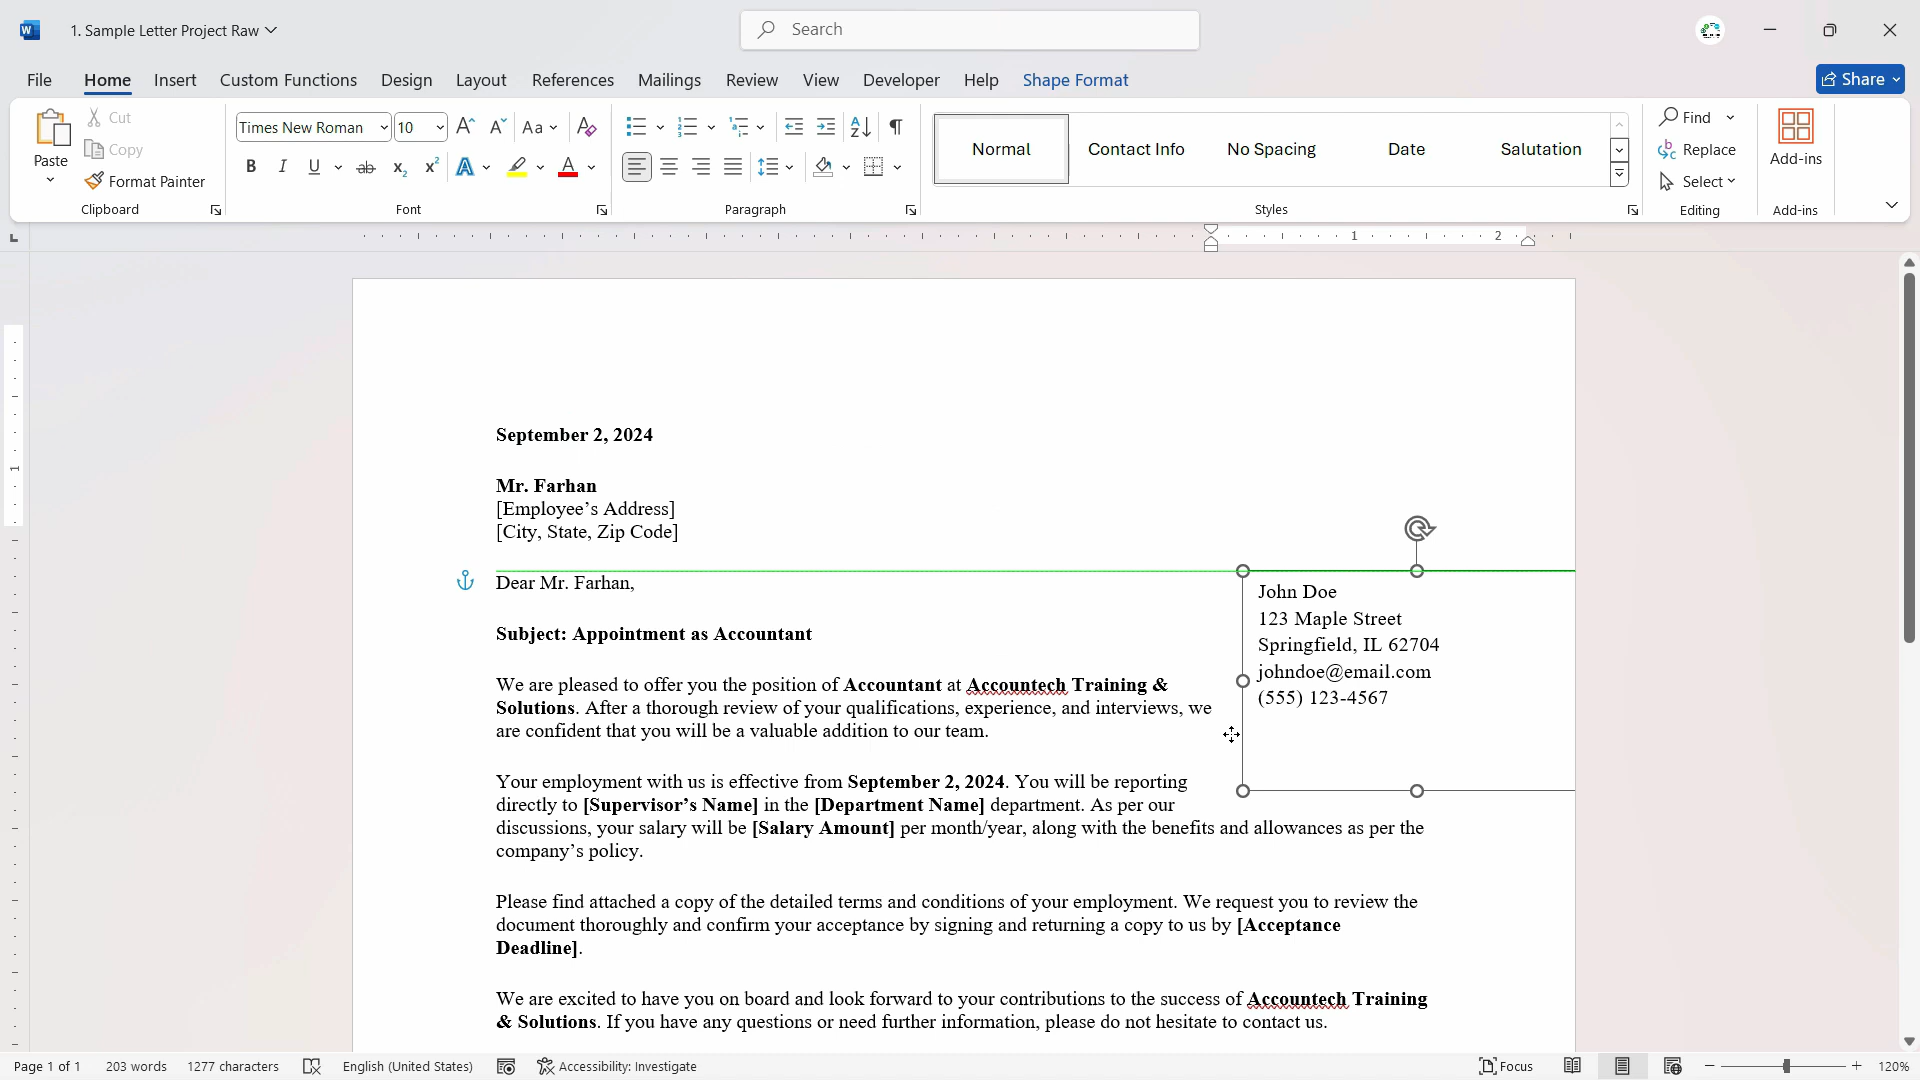 1. Sample Letter Project Raw
Search
File Home Insert Custom Functions Design Layout References Mailings Review View Developer Help Shape Format
Share
Paste
Cut
Copy
Format Painter
Clipboard
Times New Roman 10
Font
Paragraph
Normal Contact Info No Spacing Date Salutation
Styles
Find
Replace
Select
Editing
Add-ins
Add-ins
1 2
September 2, 2024
Mr. Farhan
[Employee’s Address]
[City, State, Zip Code]
Dear Mr. Farhan,
Subject: Appointment as Accountant
We are pleased to offer you the position of Accountant at Accountech Training &
Solutions. After a thorough review of your qualifications, experience, and interviews, we
are confident that you will be a valuable addition to our team.
John Doe
123 Maple Street
Springfield, IL 62704
johndoe@email.com
(555) 123-4567
Your employment with us is effective from September 2, 2024. You will be reporting
directly to [Supervisor’s Name] in the [Department Name] department. As per our
discussions, your salary will be [Salary Amount] per month/year, along with the benefits and allowances as per the
company’s policy.
Please find attached a copy of the detailed terms and conditions of your employment. We request you to review the
document thoroughly and confirm your acceptance by signing and returning a copy to us by [Acceptance
Deadline].
We are excited to have you on board and look forward to your contributions to the success of Accountech Training
& Solutions. If you have any questions or need further information, please do not hesitate to contact us.
Page 1 of 1 203 words 1277 characters English (United States) Accessibility: Investigate Focus 120%